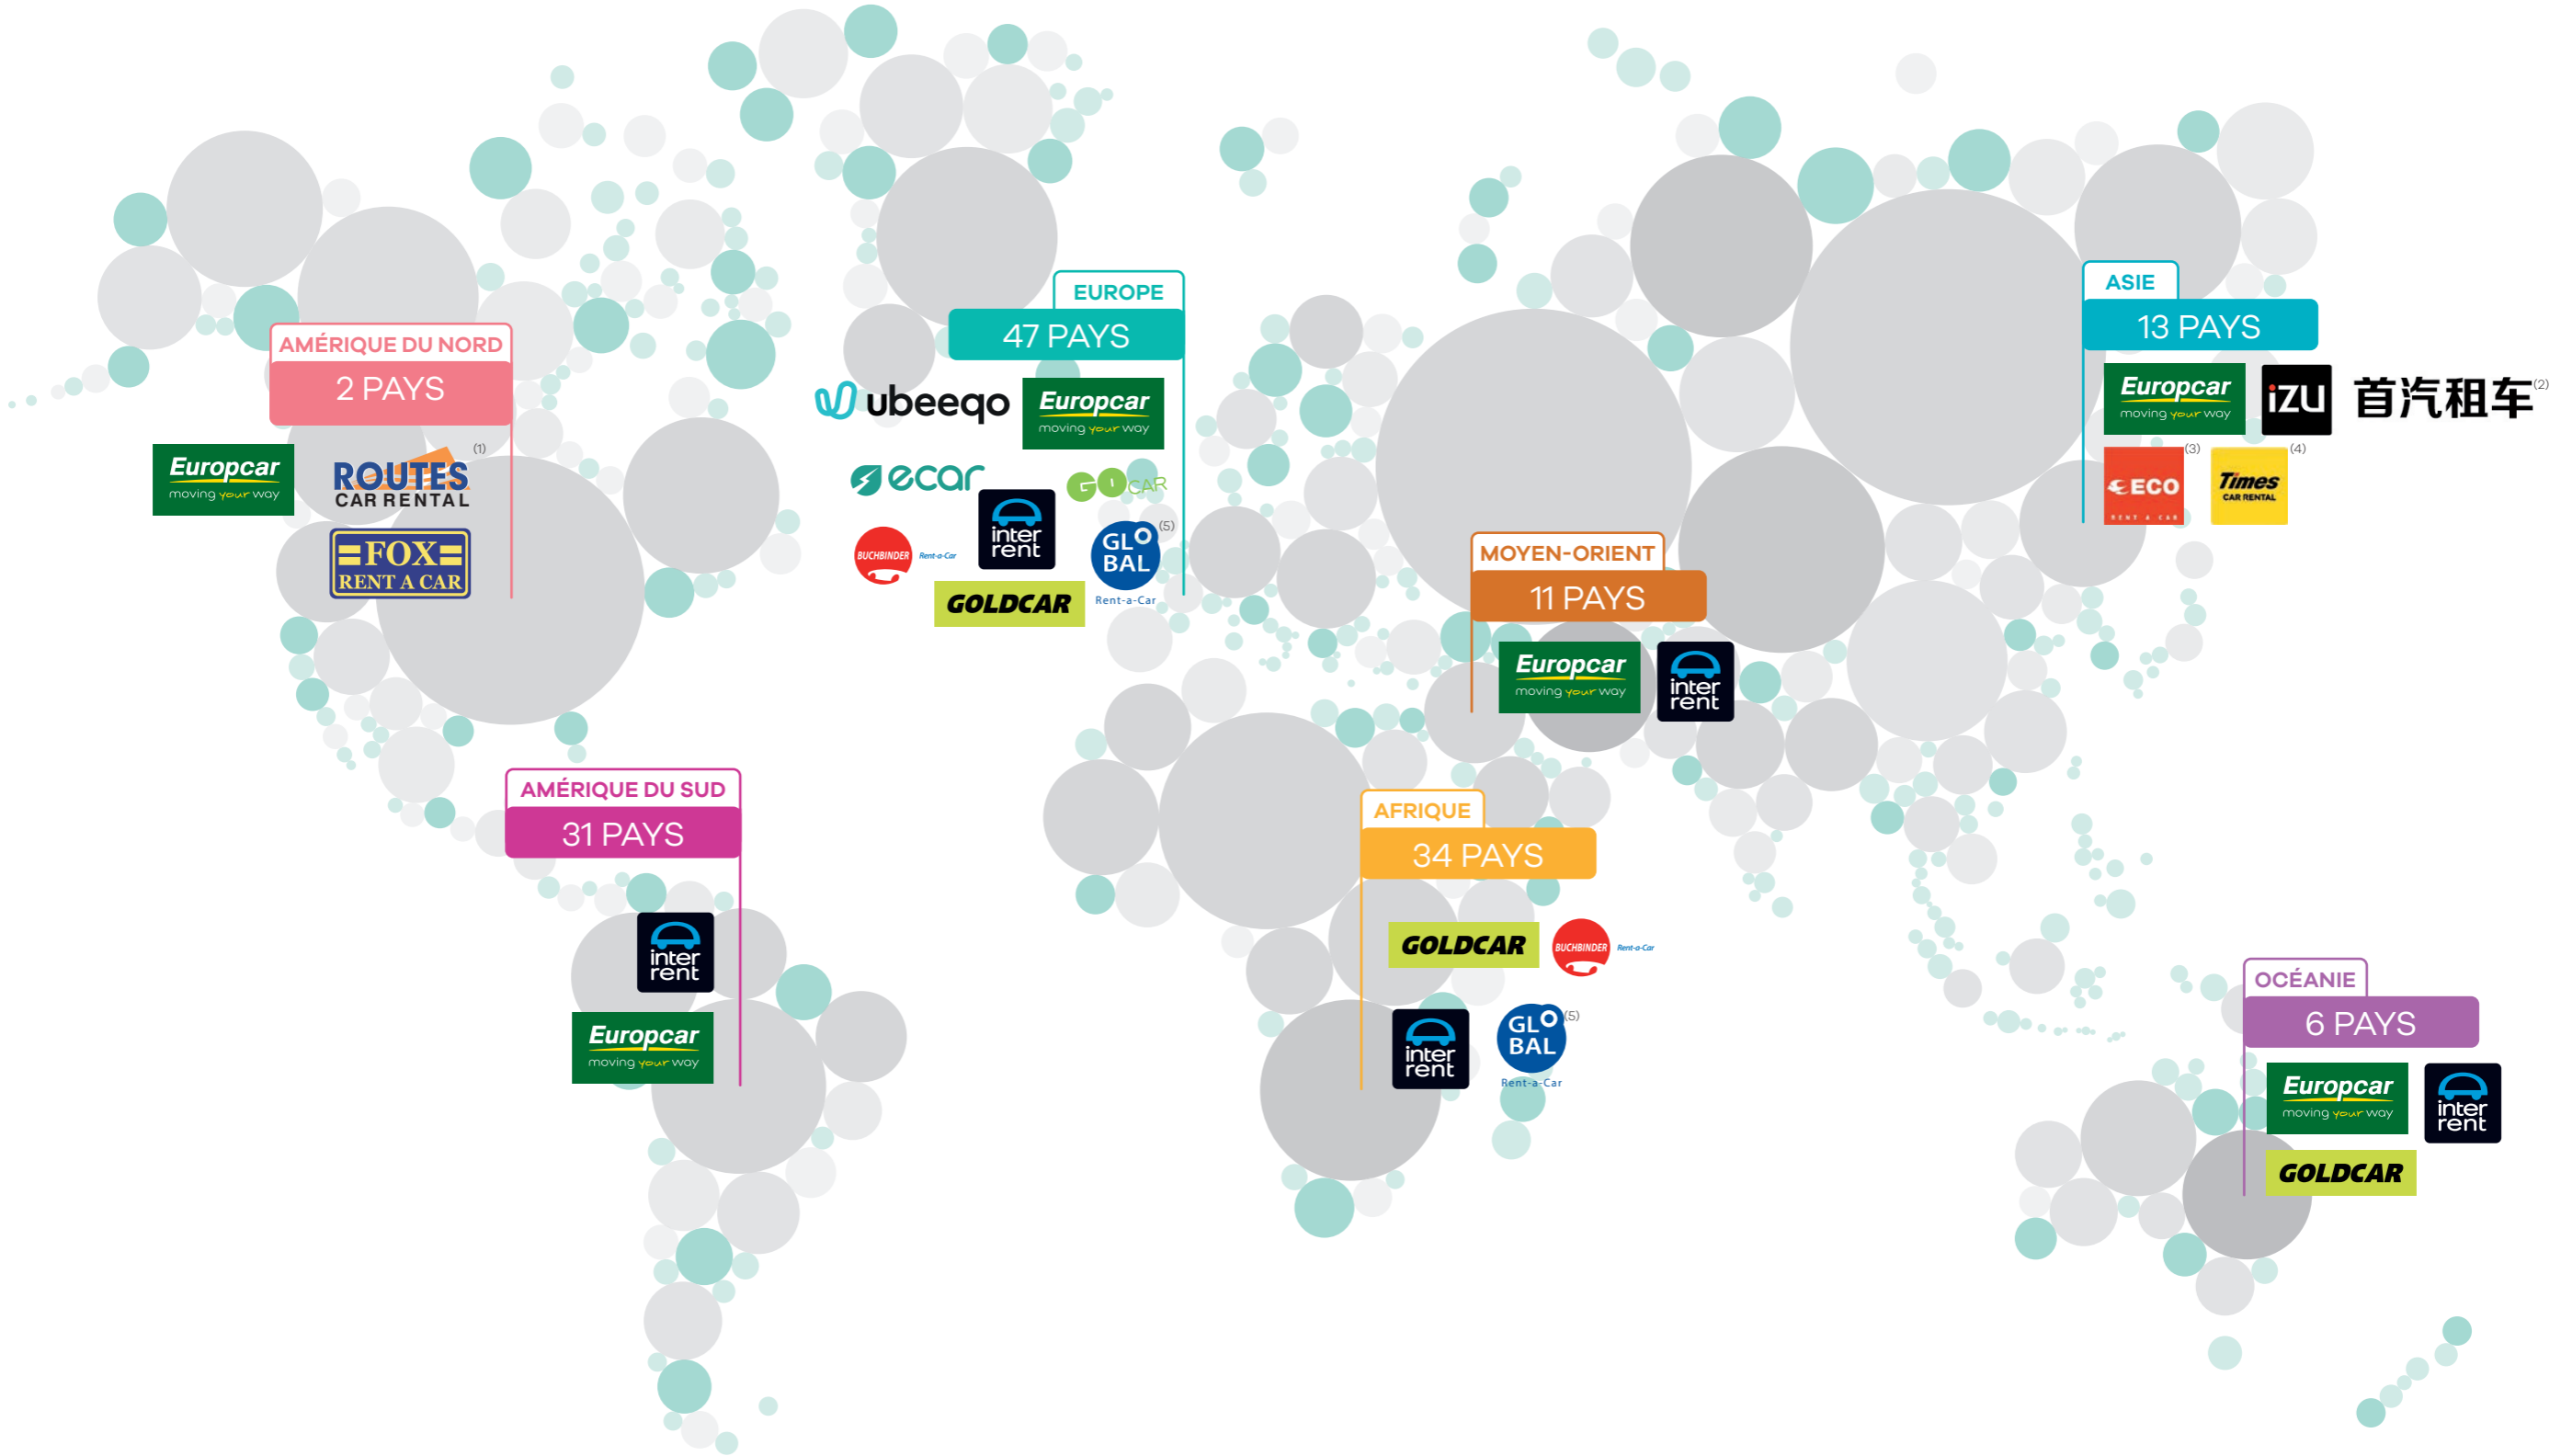 AMÉRIQUE DU NORD
2 PAYS
Europcar
moving your way
ROUTES (1)
CAR RENTAL
FOX
RENT A CAR
EUROPE
47 PAYS
ubeeqo
Europcar
moving your way
ecar
GOCAR
BUCHBINDER Rent-a-Car
inter
rent
GLO (5)
BAL
Rent-a-Car
GOLDCAR
ASIE
13 PAYS
Europcar
moving your way
iZU
首汽租车(2)
ECO (3)
RENT A CAR
Times (4)
CAR RENTAL
MOYEN-ORIENT
11 PAYS
Europcar
moving your way
inter
rent
AMÉRIQUE DU SUD
31 PAYS
inter
rent
Europcar
moving your way
AFRIQUE
34 PAYS
GOLDCAR
BUCHBINDER Rent-a-Car
inter
rent
GLO (5)
BAL
Rent-a-Car
OCÉANIE
6 PAYS
Europcar
moving your way
inter
rent
GOLDCAR